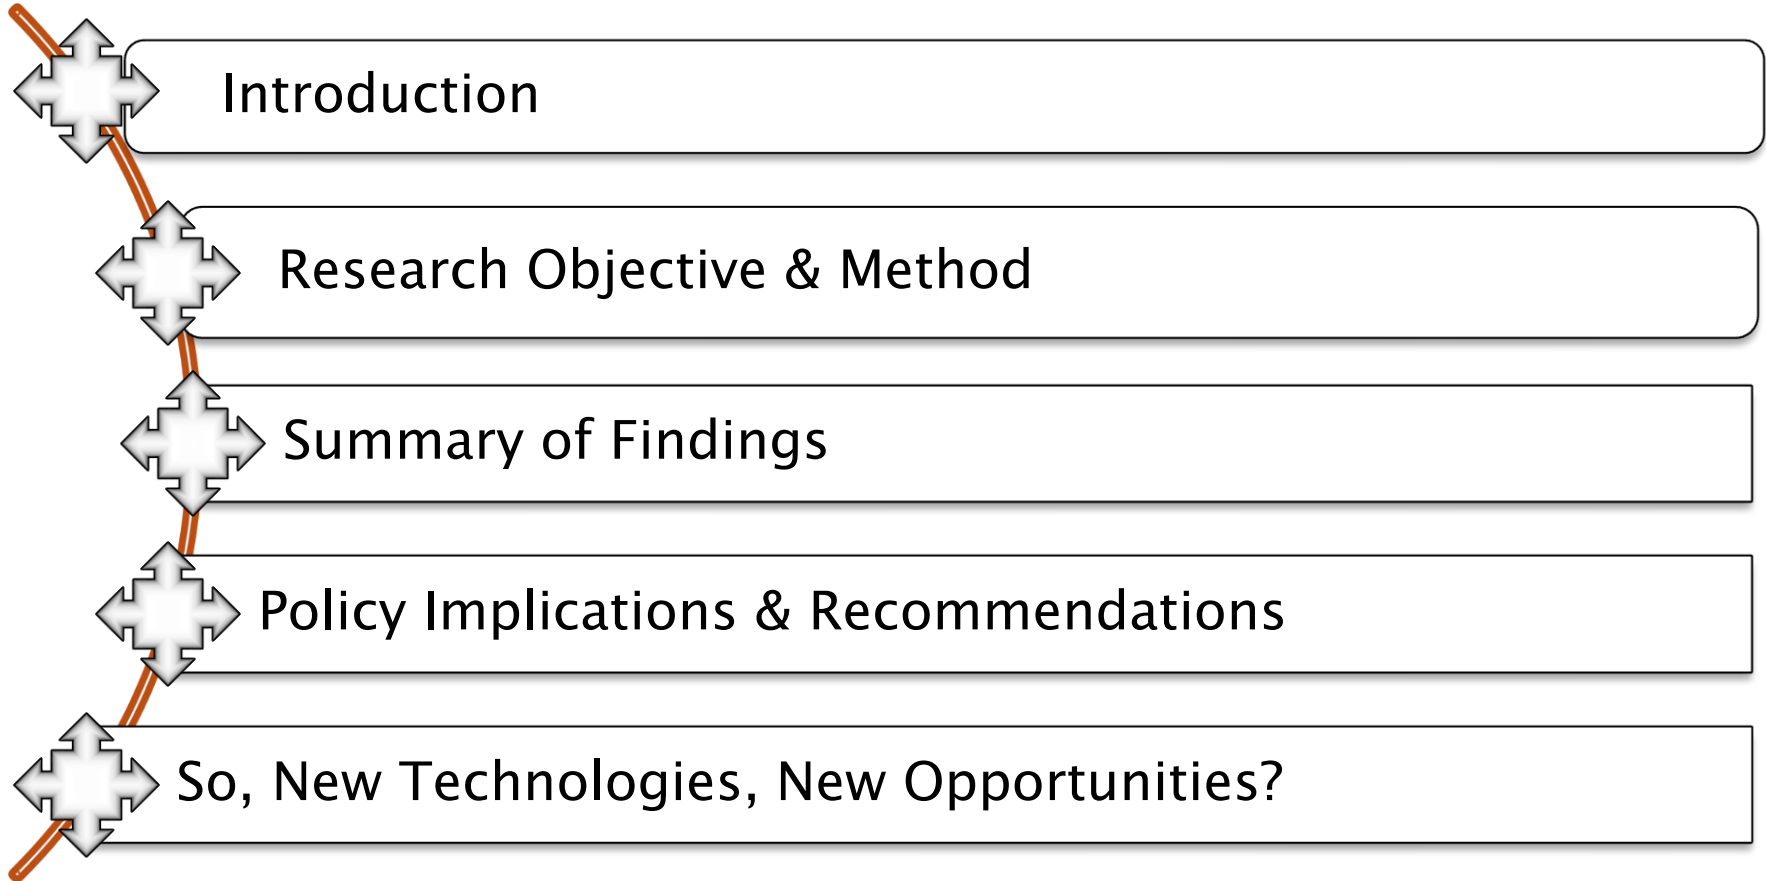 Introduction
Research Objective & Method
Summary of Findings
Policy Implications & Recommendations
So, New Technologies, New Opportunities?